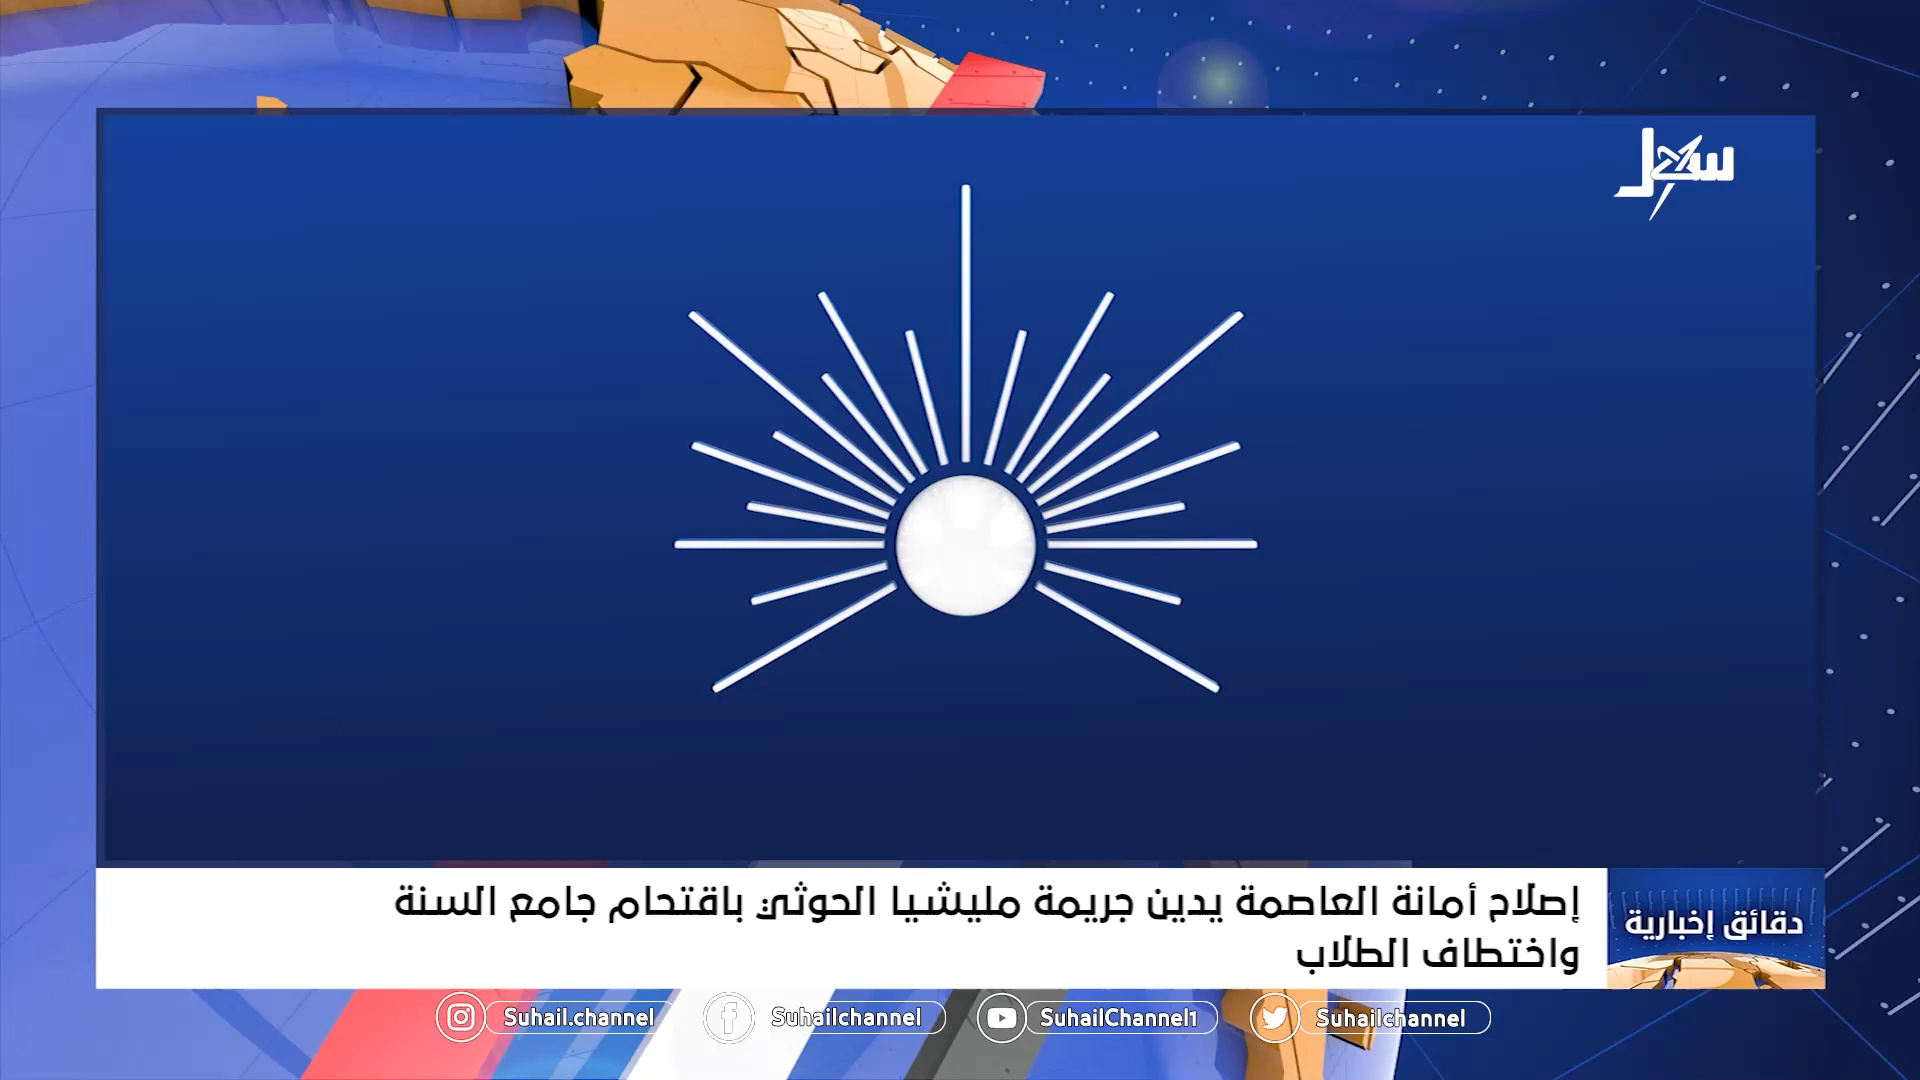 سهيل
إصلاح أمانة العاصمة يدين جريمة مليشيا الحوثي باقتحام جامع السنة
واختطاف الطلاب
دقائق إخبارية
Suhail.channel
Suhailchannel
SuhailChannel1
Suhailchannel